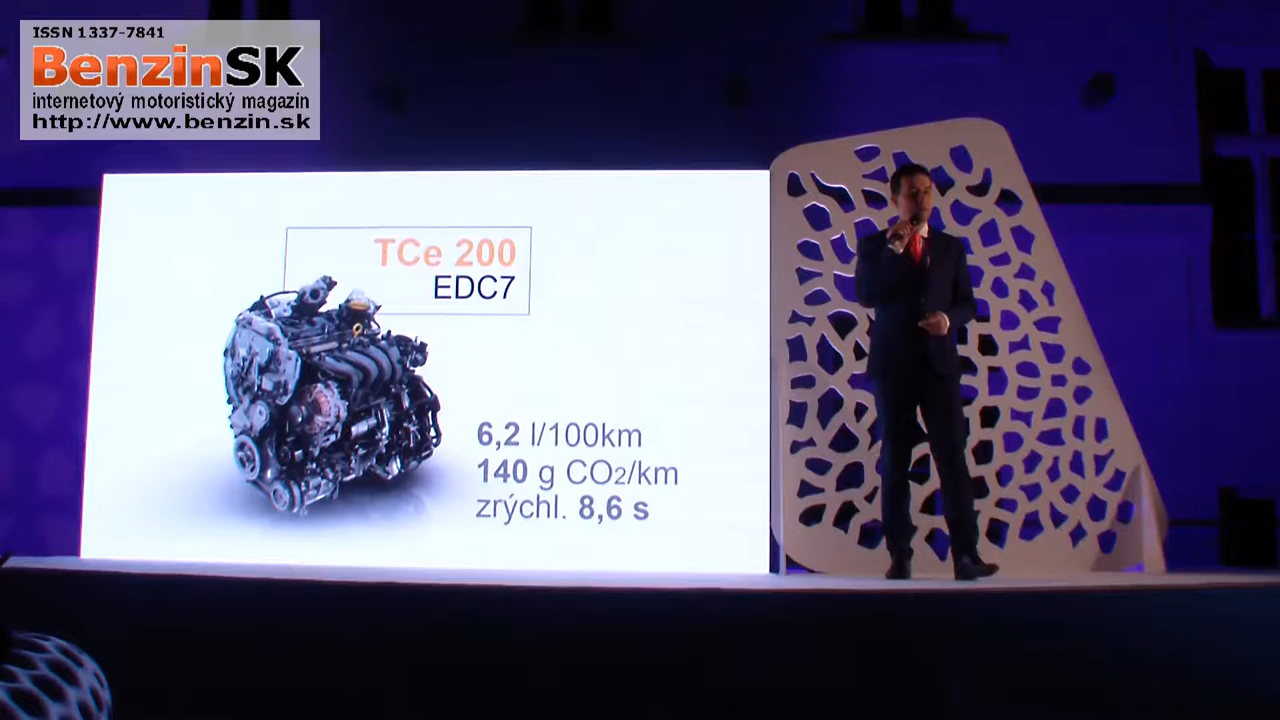 ISSN 1337-7841
BenzinSK
internetový motoristický magazín
http://www.benzin.sk
TCe 200
EDC7
6,2 l/100km
140 g CO2/km
zrýchl. 8,6 s